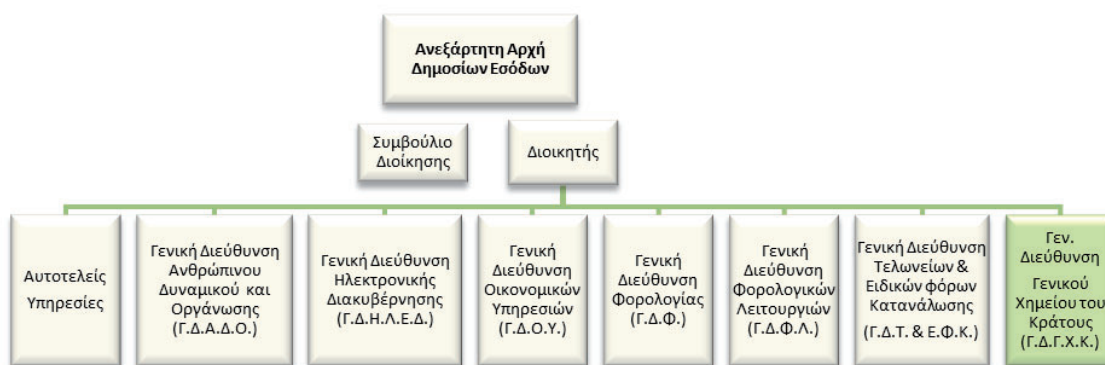 Ανεξάρτητη Αρχή
Δημοσίων Εσόδων
Συμβούλιο
Διοίκησης
Διοικητής
Αυτοτελείς
Υπηρεσίες
Γενική Διεύθυνση
Ανθρώπινου
Δυναμικού και
Οργάνωσης
(Γ.Δ.Α.Δ.Ο.)
Γενική Διεύθυνση
Ηλεκτρονικής
Διακυβέρνησης
(Γ.Δ.Η.Λ.Ε.Δ.)
Γενική
Διεύθυνση
Οικονομικών
Υπηρεσιών
(Γ.Δ.Ο.Υ.)
Γενική
Διεύθυνση
Φορολογίας
(Γ.Δ.Φ.)
Γενική
Διεύθυνση
Φορολογικών
Λειτουργιών
(Γ.Δ.Φ.Λ.)
Γενική Διεύθυνση
Τελωνείων &
Ειδικών φόρων
Κατανάλωσης
(Γ.Δ.Τ. & Ε.Φ.Κ.)
Γεν.
Διεύθυνση
Γενικού
Χημείου του
Κράτους
(Γ.Δ.Γ.Χ.Κ.)